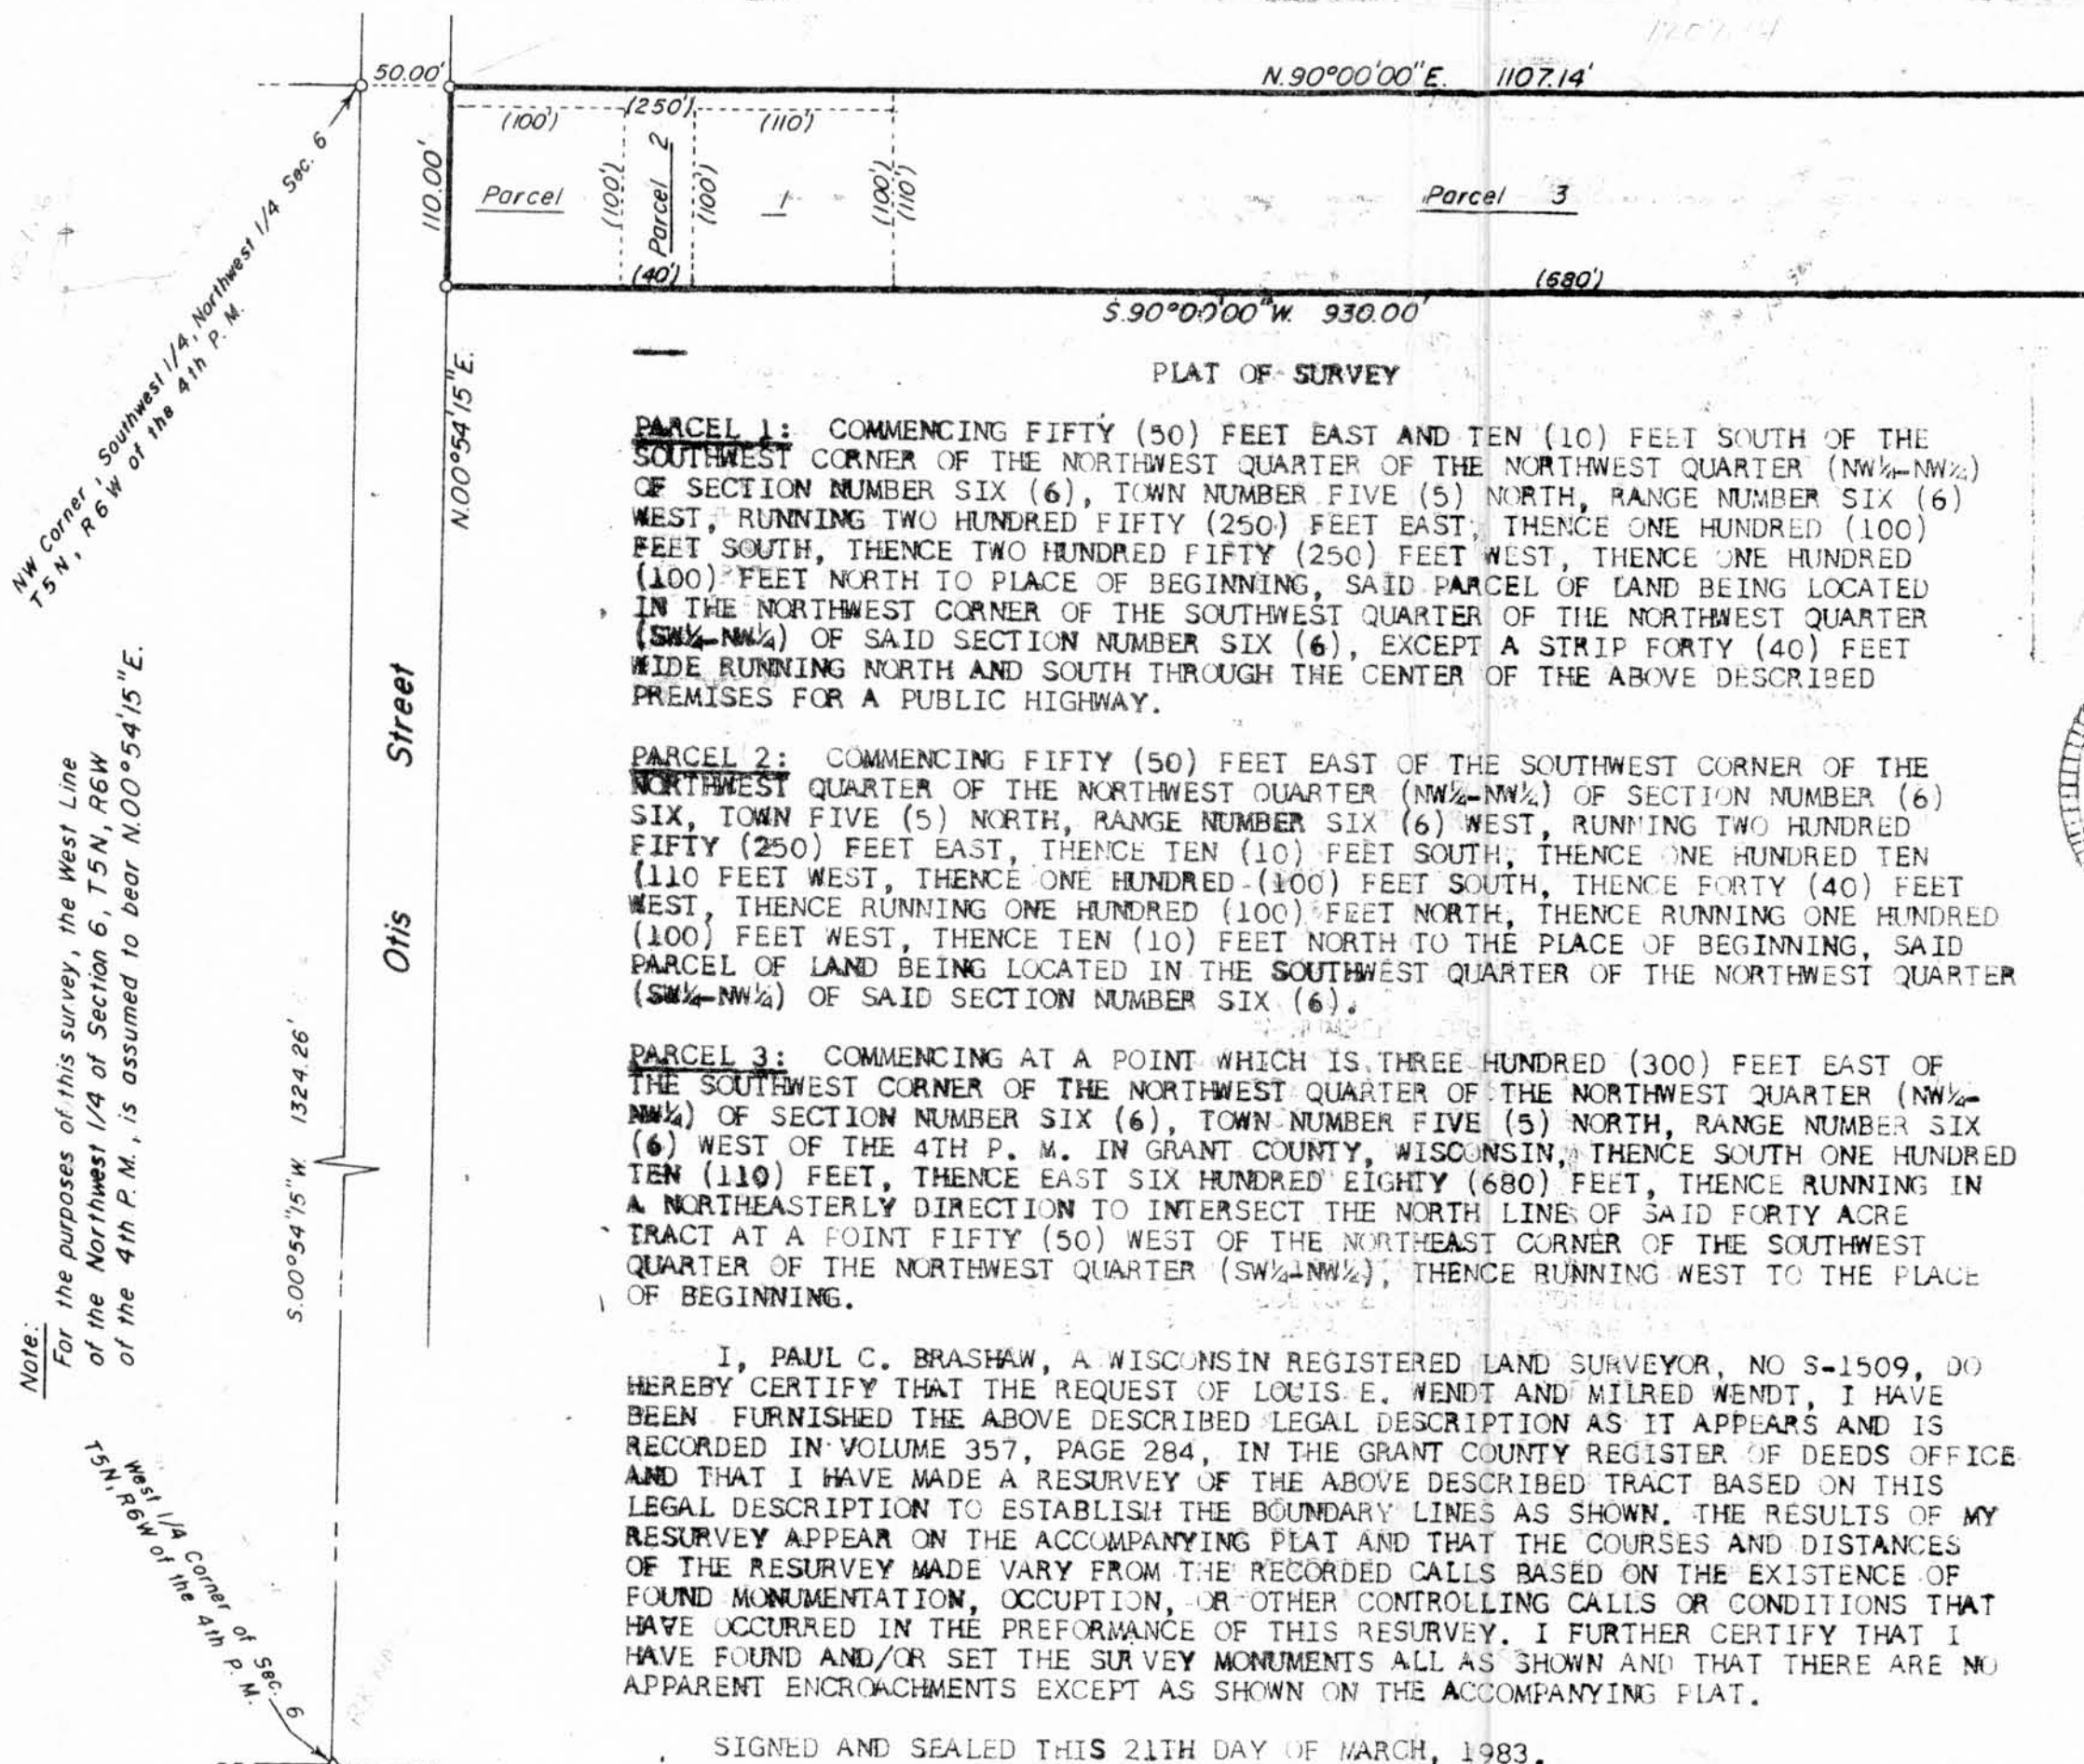 50.00'
N.90°00'00"E. 1107.14'
(250')
(100')
(110')
110.00'
Parcel
(100')
Parcel 2
(100')
1
(100')
(110')
Parcel 3
(40')
(680')
S.90°00'00"W. 930.00'
NW Corner, Southwest 1/4, Northwest 1/4 Sec. 6
T5N, R6W of the 4th P.M.
N.00°54'15"E.
Otis Street
S.00°54'15"W. 1324.26'
Note:
For the purposes of this survey, the West Line
of the Northwest 1/4 of Section 6, T5N, R6W
of the 4th P.M., is assumed to bear N.00°54'15"E.
West 1/4 Corner of Sec. 6
T5N, R6W of the 4th P.M.
PLAT OF SURVEY
PARCEL 1: COMMENCING FIFTY (50) FEET EAST AND TEN (10) FEET SOUTH OF THE
SOUTHWEST CORNER OF THE NORTHWEST QUARTER OF THE NORTHWEST QUARTER (NW¼-NW¼)
OF SECTION NUMBER SIX (6), TOWN NUMBER FIVE (5) NORTH, RANGE NUMBER SIX (6)
WEST, RUNNING TWO HUNDRED FIFTY (250) FEET EAST, THENCE ONE HUNDRED (100)
FEET SOUTH, THENCE TWO HUNDRED FIFTY (250) FEET WEST, THENCE ONE HUNDRED
(100) FEET NORTH TO PLACE OF BEGINNING, SAID PARCEL OF LAND BEING LOCATED
IN THE NORTHWEST CORNER OF THE SOUTHWEST QUARTER OF THE NORTHWEST QUARTER
(SW¼-NW¼) OF SAID SECTION NUMBER SIX (6), EXCEPT A STRIP FORTY (40) FEET
WIDE RUNNING NORTH AND SOUTH THROUGH THE CENTER OF THE ABOVE DESCRIBED
PREMISES FOR A PUBLIC HIGHWAY.
PARCEL 2: COMMENCING FIFTY (50) FEET EAST OF THE SOUTHWEST CORNER OF THE
NORTHWEST QUARTER OF THE NORTHWEST QUARTER (NW¼-NW¼) OF SECTION NUMBER (6)
SIX, TOWN FIVE (5) NORTH, RANGE NUMBER SIX (6) WEST, RUNNING TWO HUNDRED
FIFTY (250) FEET EAST, THENCE TEN (10) FEET SOUTH, THENCE ONE HUNDRED TEN
(110 FEET WEST, THENCE ONE HUNDRED (100) FEET SOUTH, THENCE FORTY (40) FEET
WEST, THENCE RUNNING ONE HUNDRED (100) FEET NORTH, THENCE RUNNING ONE HUNDRED
(100) FEET WEST, THENCE TEN (10) FEET NORTH TO THE PLACE OF BEGINNING, SAID
PARCEL OF LAND BEING LOCATED IN THE SOUTHWEST QUARTER OF THE NORTHWEST QUARTER
(SW¼-NW¼) OF SAID SECTION NUMBER SIX (6).
PARCEL 3: COMMENCING AT A POINT WHICH IS THREE HUNDRED (300) FEET EAST OF
THE SOUTHWEST CORNER OF THE NORTHWEST QUARTER OF THE NORTHWEST QUARTER (NW¼-
NW¼) OF SECTION NUMBER SIX (6), TOWN NUMBER FIVE (5) NORTH, RANGE NUMBER SIX
(6) WEST OF THE 4TH P. M. IN GRANT COUNTY, WISCONSIN, THENCE SOUTH ONE HUNDRED
TEN (110) FEET, THENCE EAST SIX HUNDRED EIGHTY (680) FEET, THENCE RUNNING IN
A NORTHEASTERLY DIRECTION TO INTERSECT THE NORTH LINE OF SAID FORTY ACRE
TRACT AT A POINT FIFTY (50) WEST OF THE NORTHEAST CORNER OF THE SOUTHWEST
QUARTER OF THE NORTHWEST QUARTER (SW¼-NW¼), THENCE RUNNING WEST TO THE PLACE
OF BEGINNING.
I, PAUL C. BRASHAW, A WISCONSIN REGISTERED LAND SURVEYOR, NO S-1509, DO
HEREBY CERTIFY THAT THE REQUEST OF LOUIS E. WENDT AND MILRED WENDT, I HAVE
BEEN FURNISHED THE ABOVE DESCRIBED LEGAL DESCRIPTION AS IT APPEARS AND IS
RECORDED IN VOLUME 357, PAGE 284, IN THE GRANT COUNTY REGISTER OF DEEDS OFFICE
AND THAT I HAVE MADE A RESURVEY OF THE ABOVE DESCRIBED TRACT BASED ON THIS
LEGAL DESCRIPTION TO ESTABLISH THE BOUNDARY LINES AS SHOWN. THE RESULTS OF MY
RESURVEY APPEAR ON THE ACCOMPANYING PLAT AND THAT THE COURSES AND DISTANCES
OF THE RESURVEY MADE VARY FROM THE RECORDED CALLS BASED ON THE EXISTENCE OF
FOUND MONUMENTATION, OCCUPTION, OR OTHER CONTROLLING CALLS OR CONDITIONS THAT
HAVE OCCURRED IN THE PREFORMANCE OF THIS RESURVEY. I FURTHER CERTIFY THAT I
HAVE FOUND AND/OR SET THE SURVEY MONUMENTS ALL AS SHOWN AND THAT THERE ARE NO
APPARENT ENCROACHMENTS EXCEPT AS SHOWN ON THE ACCOMPANYING PLAT.
SIGNED AND SEALED THIS 21TH DAY OF MARCH, 1983.